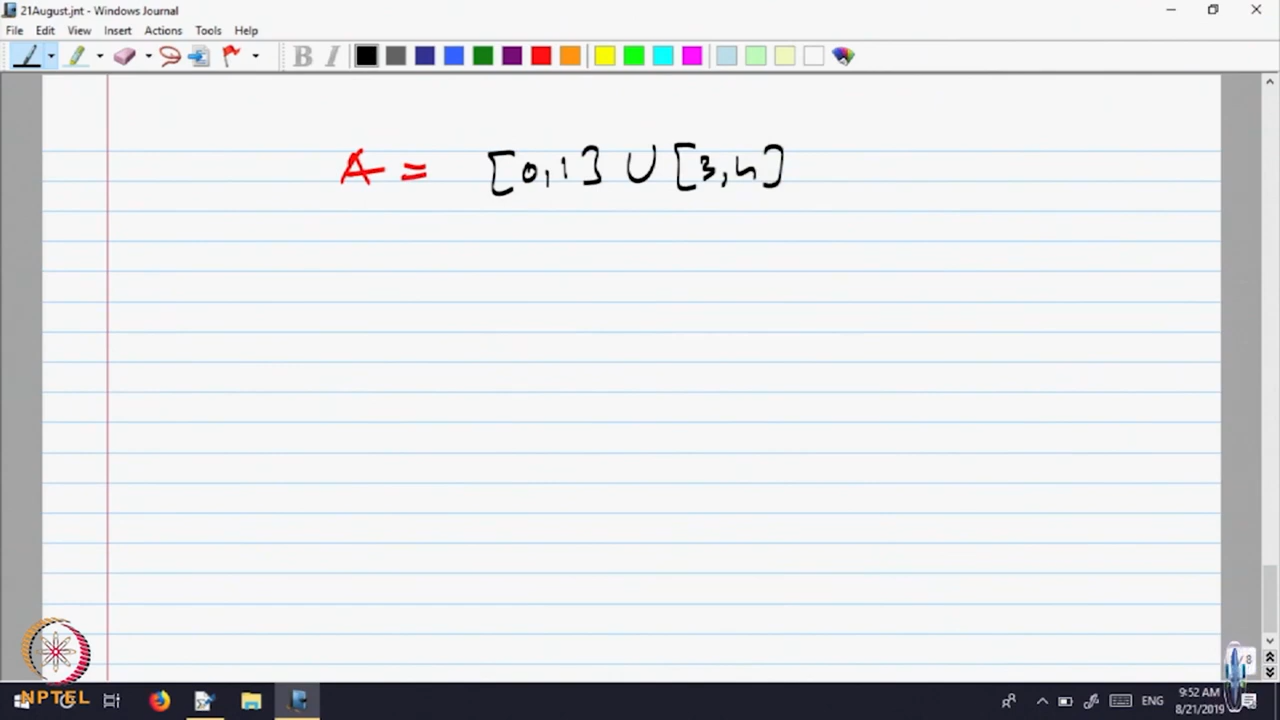 21August.jnt - Windows Journal
File Edit View Insert Actions Tools Help
B I
A = [0,1] ∪ [3,4]
/ 8
NPTEL
ENG
9:52 AM
8/21/2019